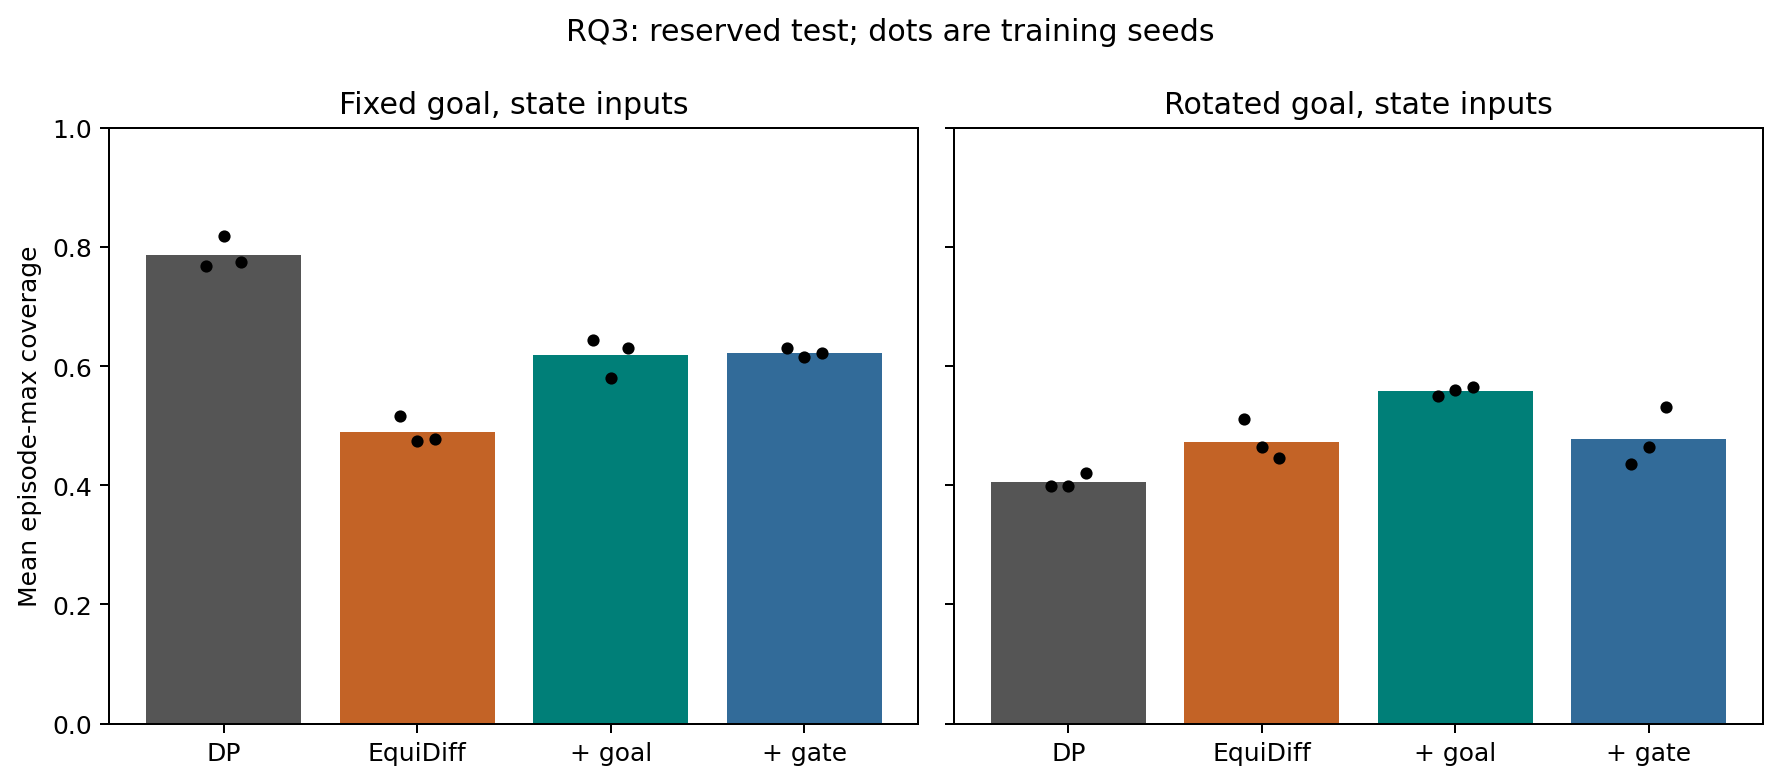 RQ3: reserved test; dots are training seeds
Fixed goal, state inputs
Mean episode-max coverage
1.0
0.8
0.6
0.4
0.2
0.0
DP
EquiDiff
+ goal
+ gate
Rotated goal, state inputs
DP
EquiDiff
+ goal
+ gate